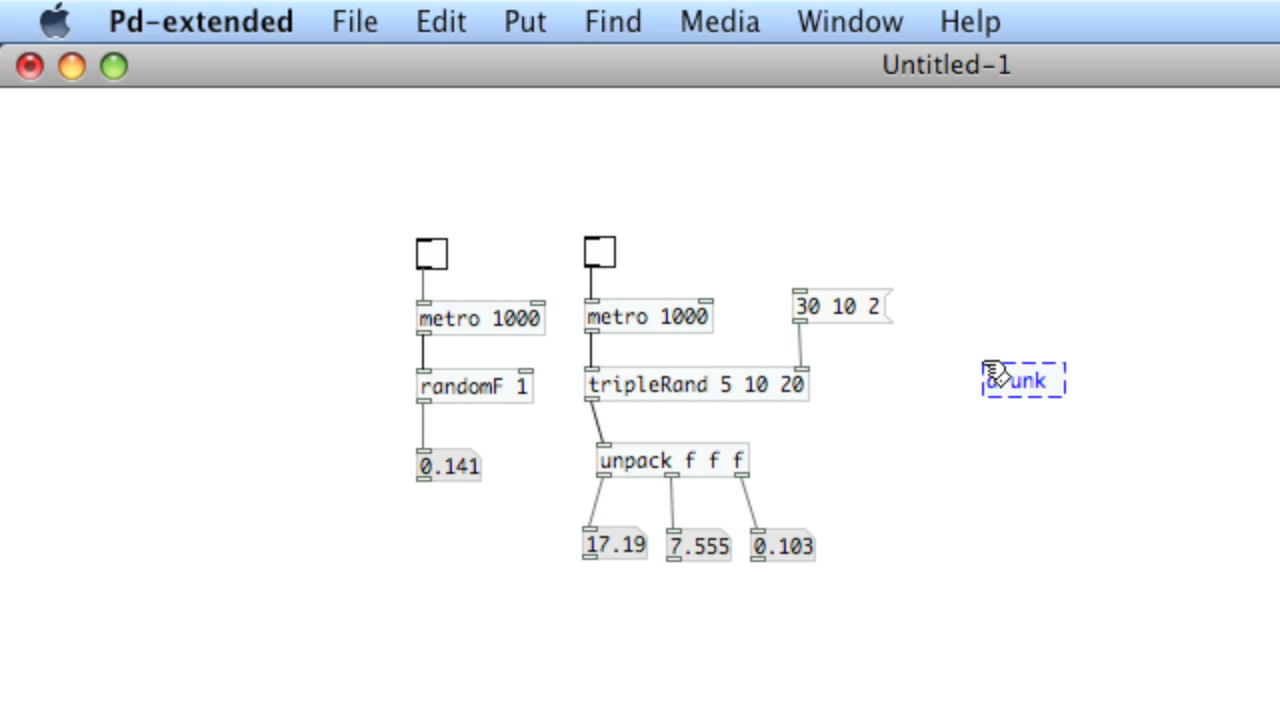 Pd-extended File Edit Put Find Media Window Help
Untitled-1
metro 1000
randomF 1
0.141
metro 1000
30 10 2
tripleRand 5 10 20
unpack f f f
17.19 7.555 0.103